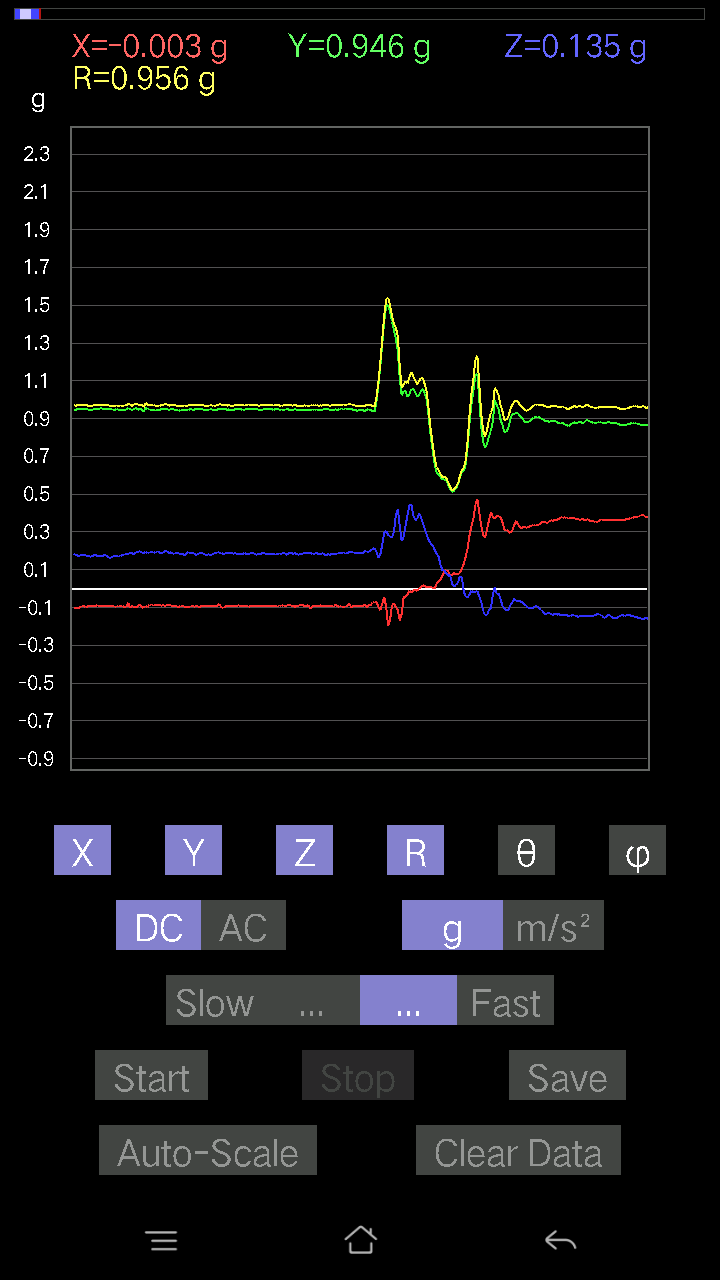 X=-0.003 g Y=0.946 g Z=0.135 g
R=0.956 g
g
2.3
2.1
1.9
1.7
1.5
1.3
1.1
0.9
0.7
0.5
0.3
0.1
-0.1
-0.3
-0.5
-0.7
-0.9
X Y Z R θ φ
DC AC g m/s²
Slow ... ... Fast
Start Stop Save
Auto-Scale Clear Data